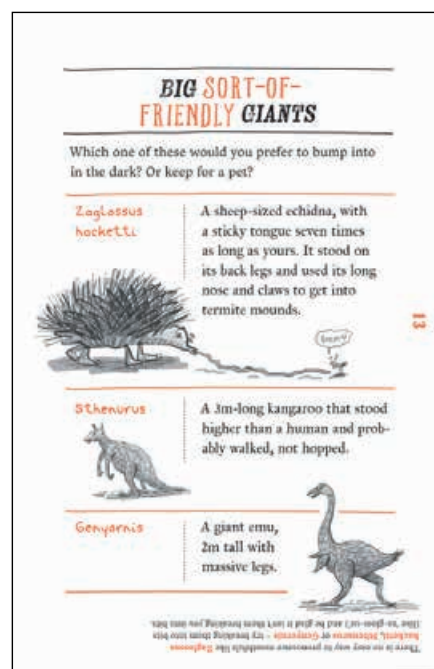 BIG SORT-OF-
FRIENDLY GIANTS
Which one of these would you prefer to bump into
in the dark? Or keep for a pet?
Zaglossus
hacketti
A sheep-sized echidna, with
a sticky tongue seven times
as long as yours. It stood on
its back legs and used its long
nose and claws to get into
termite mounds.
13
Sthenurus
A 3m-long kangaroo that stood
higher than a human and prob-
ably walked, not hopped.
Genyornis
A giant emu,
2m tall with
massive legs.
There is no easy way to pronounce mouthfuls like Zaglossus
hacketti, Sthenurus or Genyornis – try breaking them into bits
(like 'za-gloss-us') and be glad it isn't them breaking you into bits.